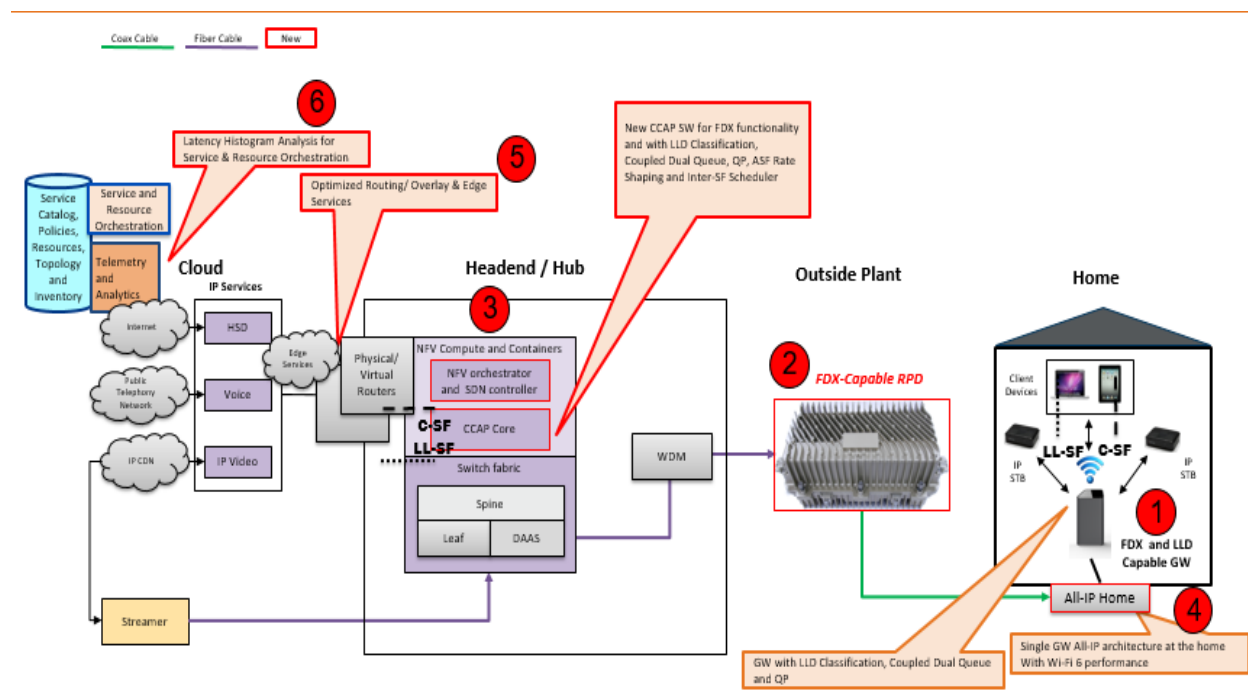 Coax Cable
Fiber Cable
New
6
Latency Histogram Analysis for
Service & Resource Orchestration
5
Optimized Routing/ Overlay & Edge
Services
New CCAP SW for FDX functionality
and with LLD Classification,
Coupled Dual Queue, QP, ASF Rate
Shaping and Inter-SF Scheduler
Service
Catalog,
Policies,
Resources,
Topology
and
Inventory
Service and
Resource
Orchestration
Telemetry
and
Analytics
Cloud
IP Services
Internet
HSD
Public
Telephony
Network
Voice
IP CDN
IP Video
Edge
Services
Streamer
Headend / Hub
3
Physical/
Virtual
Routers
NFV Compute and Containers
NFV orchestrator
and SDN controller
C-SF
CCAP Core
LL-SF
Switch fabric
Spine
Leaf
DAAS
WDM
Outside Plant
2
FDX-Capable RPD
Home
Client
Devices
LL-SF
C-SF
IP
STB
IP
STB
1
FDX and LLD
Capable GW
All-IP Home
4
GW with LLD Classification, Coupled Dual Queue
and QP
Single GW All-IP architecture at the home
With Wi-Fi 6 performance